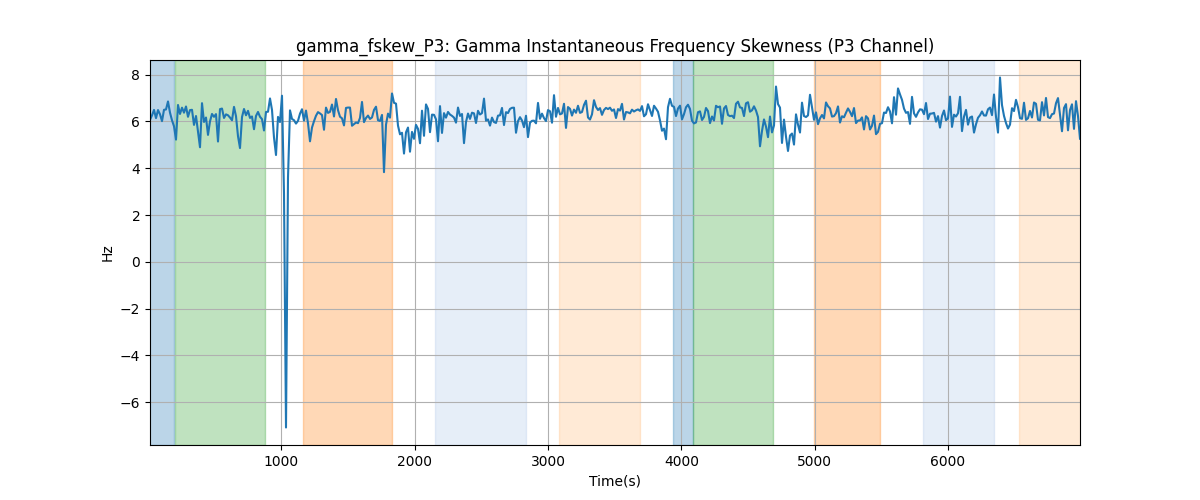 gamma_fskew_P3: Gamma Instantaneous Frequency Skewness (P3 Channel)
8
6
4
2
0
−2
−4
−6
Hz
1000 2000 3000 4000 5000 6000
Time(s)